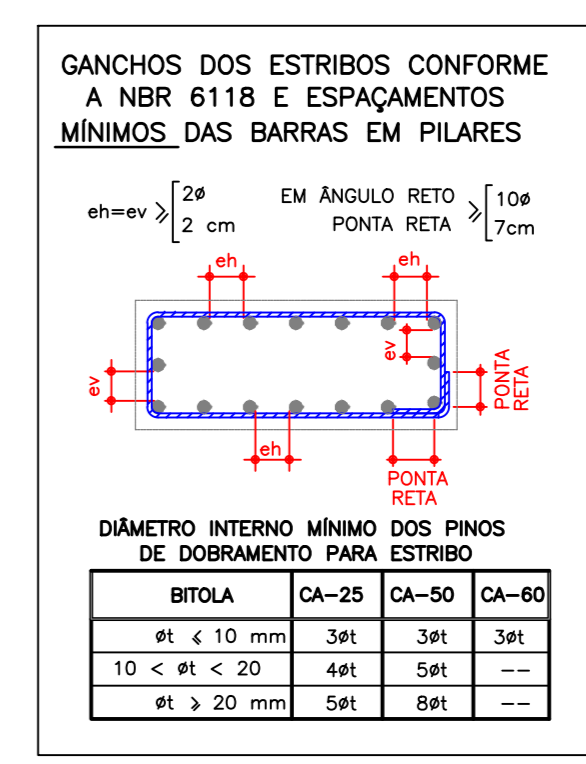 GANCHOS DOS ESTRIBOS CONFORME
A NBR 6118 E ESPAÇAMENTOS
MÍNIMOS DAS BARRAS EM PILARES
eh=ev ⩾ [2ø
2 cm
EM ÂNGULO RETO
PONTA RETA ⩾ [10ø
7cm
eh
eh
ev
ev
PONTA
RETA
eh
PONTA
RETA
DIÂMETRO INTERNO MÍNIMO DOS PINOS
DE DOBRAMENTO PARA ESTRIBO
BITOLA CA-25 CA-50 CA-60
øt ⩽ 10 mm 3øt 3øt 3øt
10 < øt < 20 4øt 5øt --
øt ⩾ 20 mm 5øt 8øt --